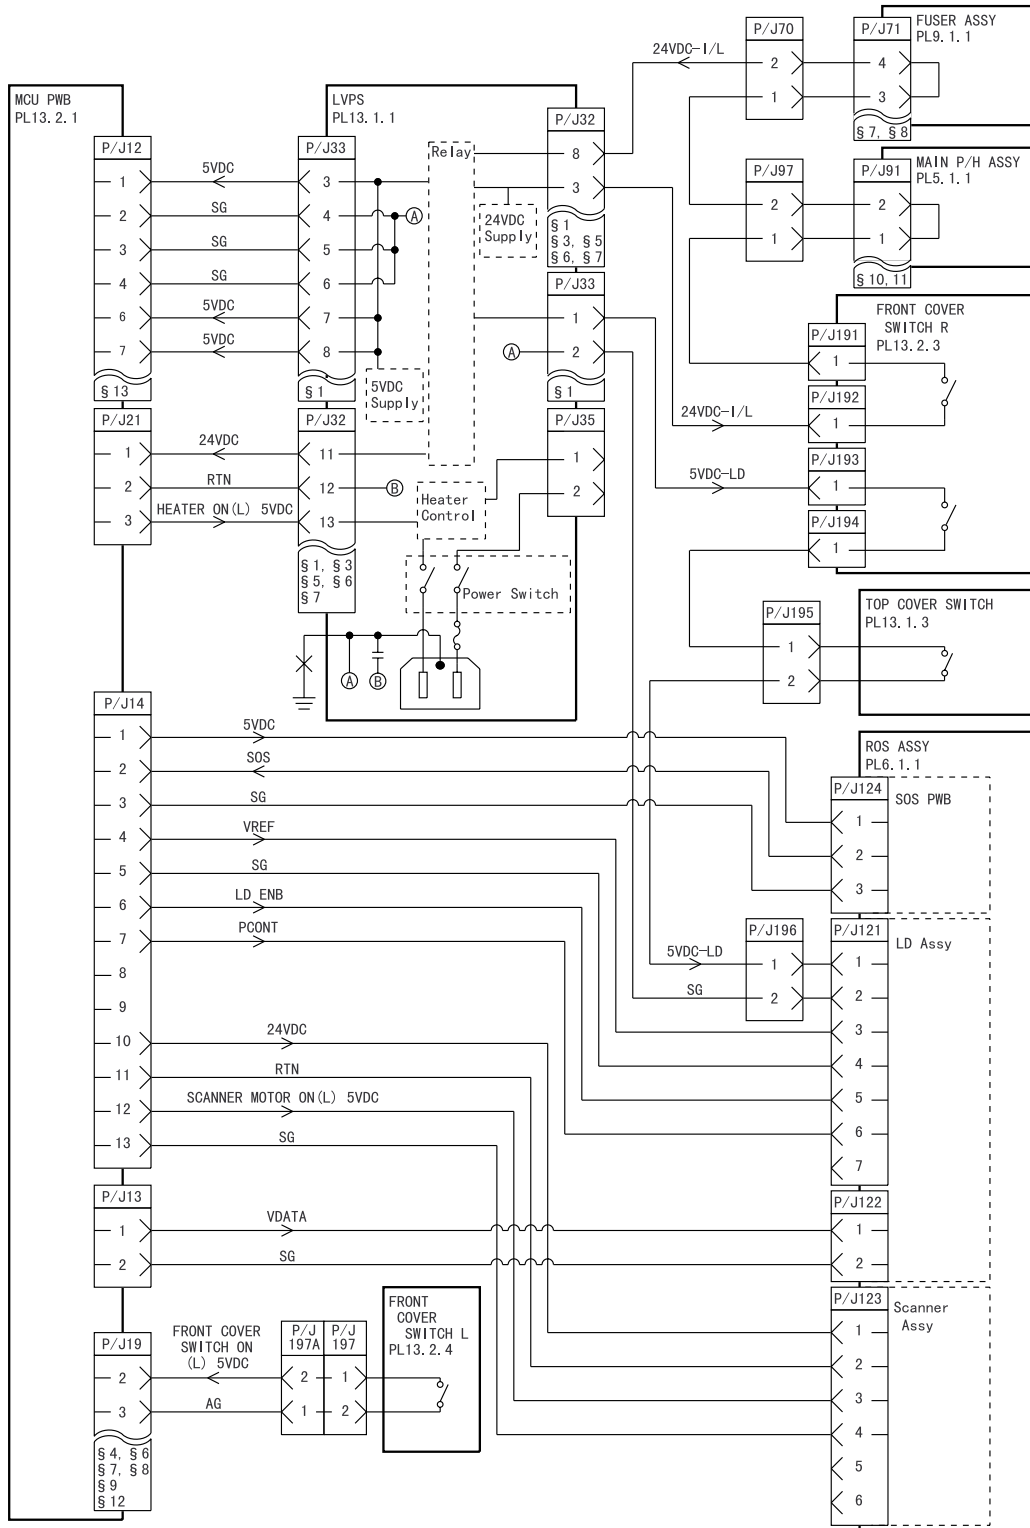 MCU PWB
PL13.2.1
P/J12
1
2
3
4
6
7
§13
5VDC
SG
SG
SG
5VDC
5VDC
P/J21
1
2
3
24VDC
RTN
HEATER ON(L) 5VDC
LVPS
PL13.1.1
P/J33
3
4
5
6
7
8
§1
P/J32
11
12
13
§1, §3
§5, §6
§7
A
B
5VDC
Supply
Relay
24VDC
Supply
Heater
Control
Power Switch
A
B
A
P/J32
8
3
§1
§3, §5
§6, §7
P/J33
1
2
§1
P/J35
1
2
24VDC-I/L
P/J70
2
1
P/J71
4
3
§7, §8
FUSER ASSY
PL9.1.1
P/J97
2
1
P/J91
2
1
§10,11
MAIN P/H ASSY
PL5.1.1
FRONT COVER
SWITCH R
PL13.2.3
P/J191
1
P/J192
1
24VDC-I/L
P/J193
1
5VDC-LD
P/J194
1
TOP COVER SWITCH
PL13.1.3
P/J195
1
2
P/J14
1
2
3
4
5
6
7
8
9
10
11
12
13
5VDC
SOS
SG
VREF
SG
LD ENB
PCONT
24VDC
RTN
SCANNER MOTOR ON(L) 5VDC
SG
ROS ASSY
PL6.1.1
P/J124
1
2
3
SOS PWB
5VDC-LD
SG
P/J196
1
2
P/J121
1
2
3
4
5
6
7
LD Assy
P/J13
1
2
VDATA
SG
P/J122
1
2
P/J123
1
2
3
4
5
6
Scanner
Assy
P/J19
2
3
§4, §6
§7, §8
§9
§12
FRONT COVER
SWITCH ON
(L) 5VDC
AG
P/J
197A
2
1
P/J
197
1
2
FRONT
COVER
SWITCH L
PL13.2.4